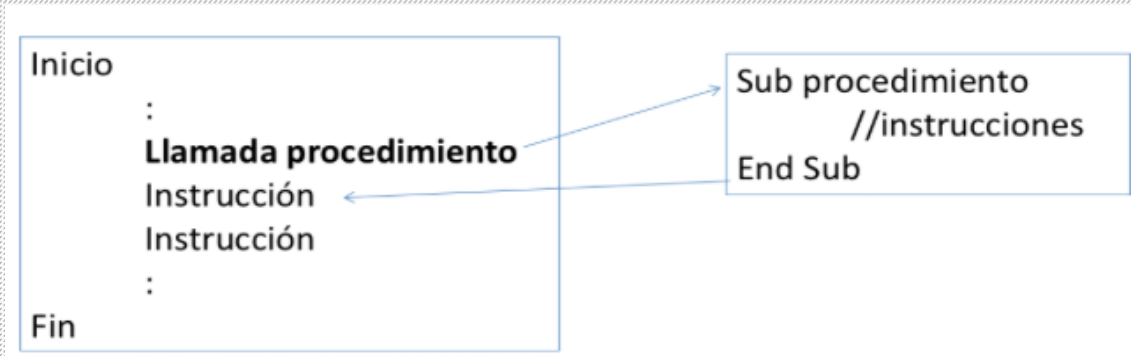 Inicio
:
Llamada procedimiento
Instrucción
Instrucción
:
Fin
Sub procedimiento
//instrucciones
End Sub